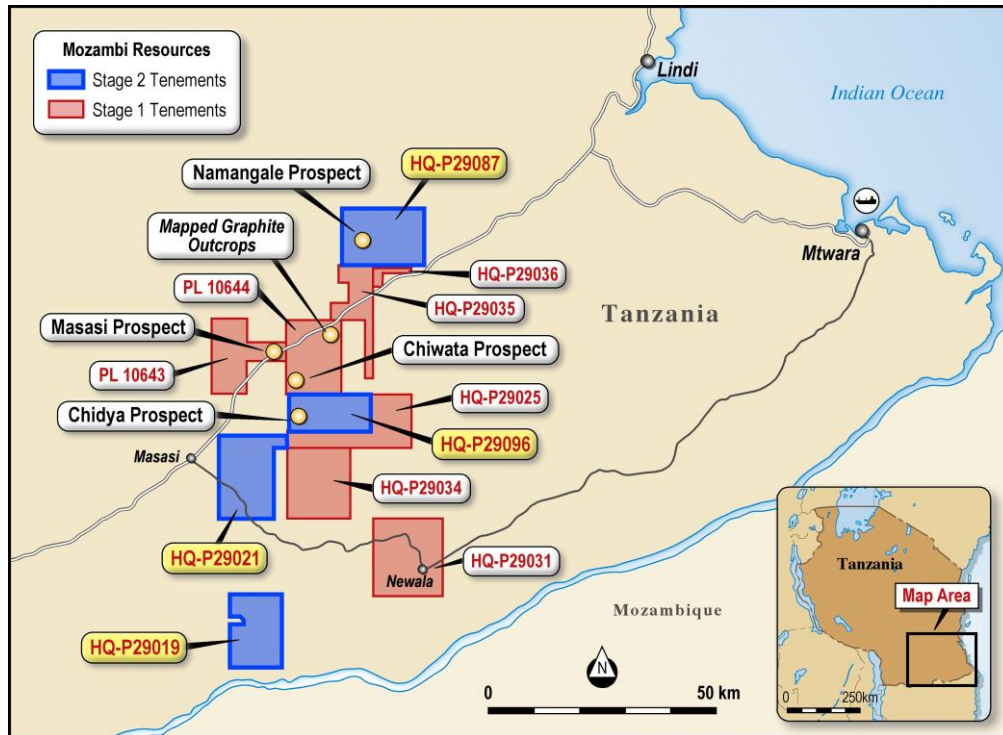 Mozambi Resources
Stage 2 Tenements
Stage 1 Tenements
Lindi
Indian Ocean
Namangale Prospect
HQ-P29087
Mapped Graphite
Outcrops
Mtwara
HQ-P29036
PL 10644
HQ-P29035
Tanzania
Masasi Prospect
Chiwata Prospect
PL 10643
HQ-P29025
Chidya Prospect
HQ-P29096
Masasi
HQ-P29034
HQ-P29021
HQ-P29031
Newala
Mozambique
HQ-P29019
N
0 50 km
Tanzania
Map Area
0 250km